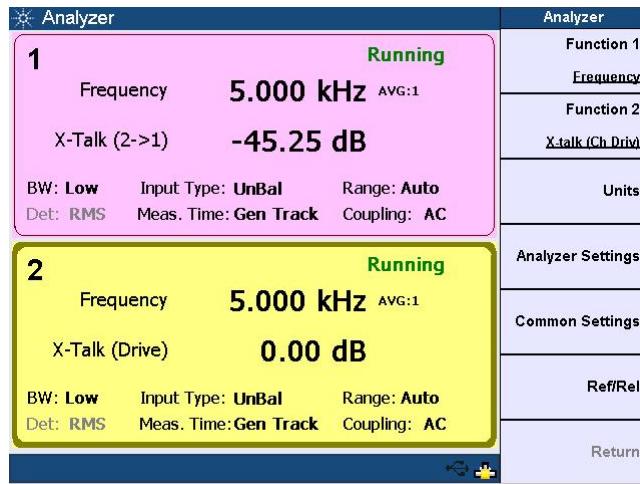 Analyzer
1
Running
Frequency 5.000 kHz AVG:1
X-Talk (2->1) -45.25 dB
BW: Low Input Type: UnBal Range: Auto
Det: RMS Meas. Time: Gen Track Coupling: AC
2
Running
Frequency 5.000 kHz AVG:1
X-Talk (Drive) 0.00 dB
BW: Low Input Type: UnBal Range: Auto
Det: RMS Meas. Time: Gen Track Coupling: AC
Analyzer
Function 1
Frequency
Function 2
X-talk (Ch Driv)
Units
Analyzer Settings
Common Settings
Ref/Rel
Return